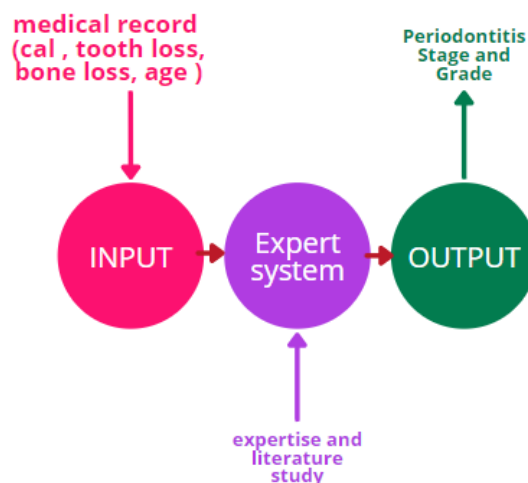 medical record
(cal , tooth loss,
bone loss, age )
Periodontitis
Stage and
Grade
INPUT
Expert
system
OUTPUT
expertise and
literature
study